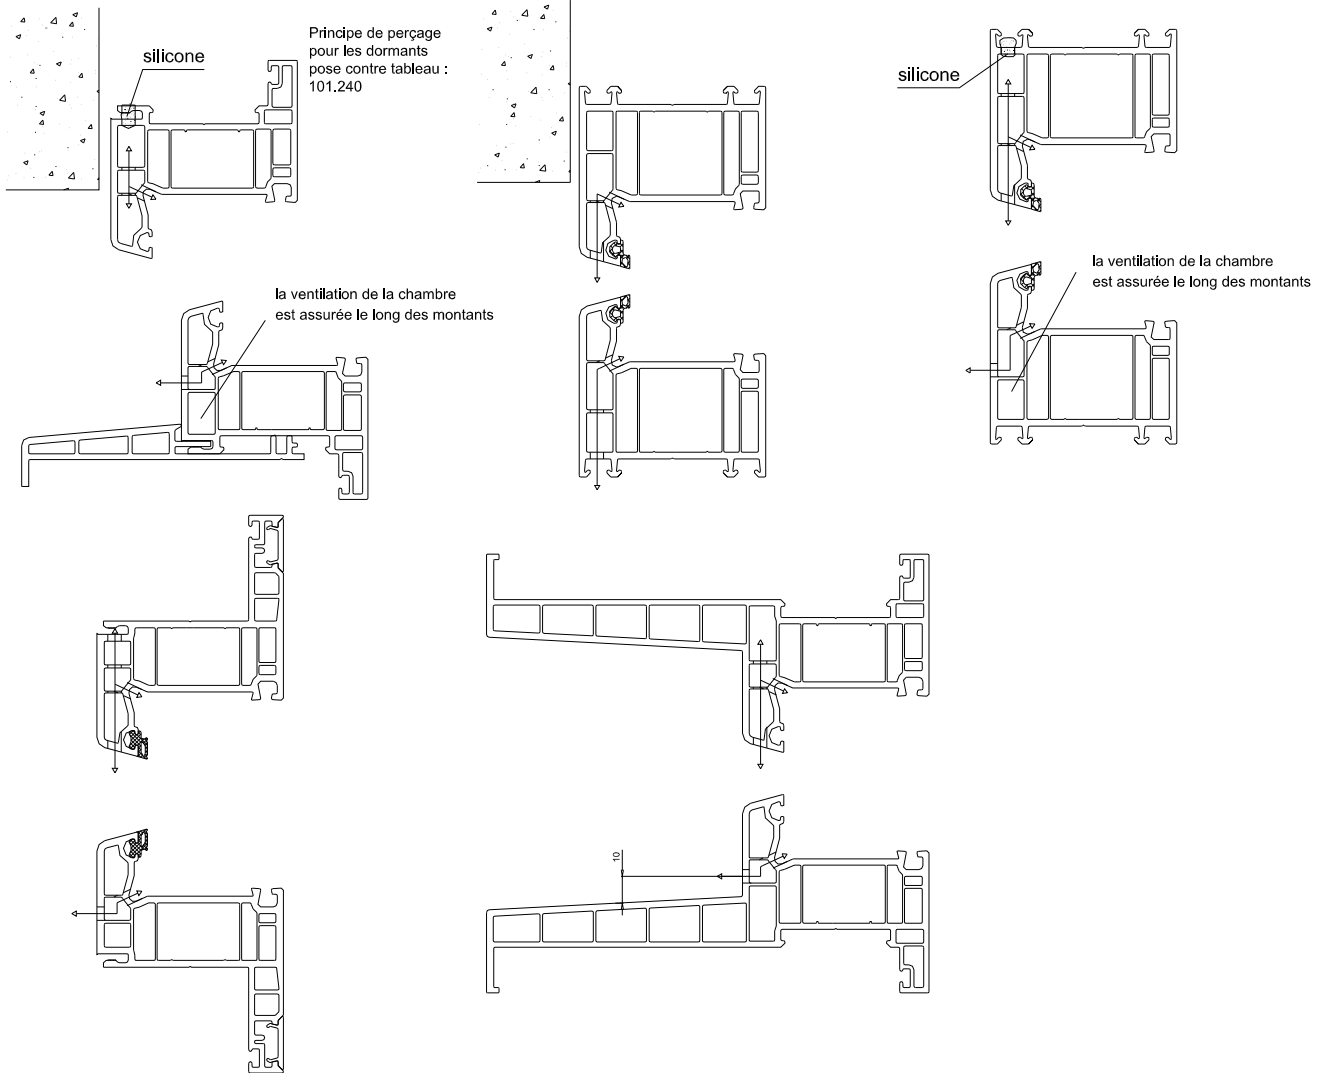 Principe de perçage
pour les dormants
pose contre tableau :
101.240
silicone
silicone
la ventilation de la chambre
est assurée le long des montants
la ventilation de la chambre
est assurée le long des montants
10